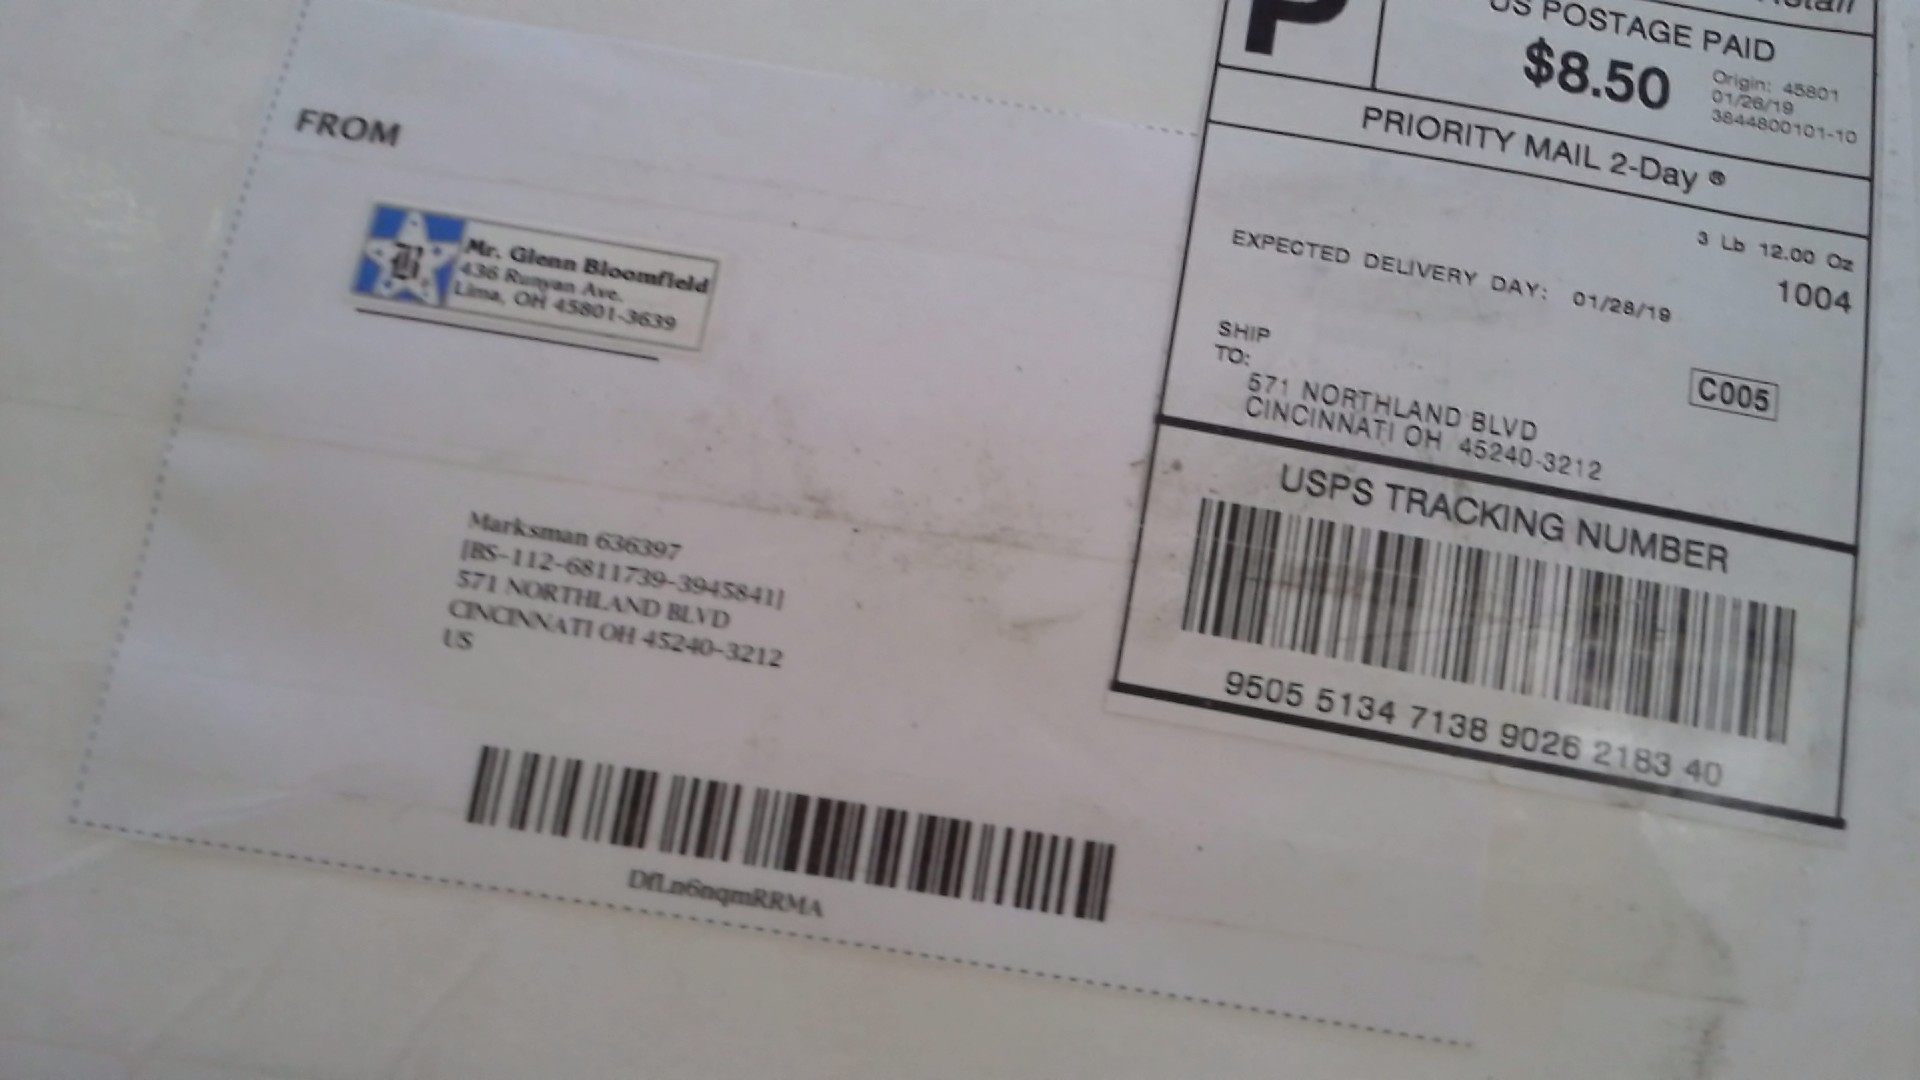 FROM
B
Mr. Glenn Bloomfield
436 Runyan Ave.
Lima, OH 45801-3639
Marksman 636397
[BS-112-6811739-3945841]
571 NORTHLAND BLVD
CINCINNATI OH 45240-3212
US
DfLn6nqmRRMA
P
US POSTAGE PAID
$8.50
Origin: 45801
01/26/19
3844800101-10
PRIORITY MAIL 2-Day ®
3 Lb 12.00 Oz
1004
EXPECTED DELIVERY DAY: 01/28/19
C005
SHIP
TO:
571 NORTHLAND BLVD
CINCINNATI OH 45240-3212
USPS TRACKING NUMBER
9505 5134 7138 9026 2183 40